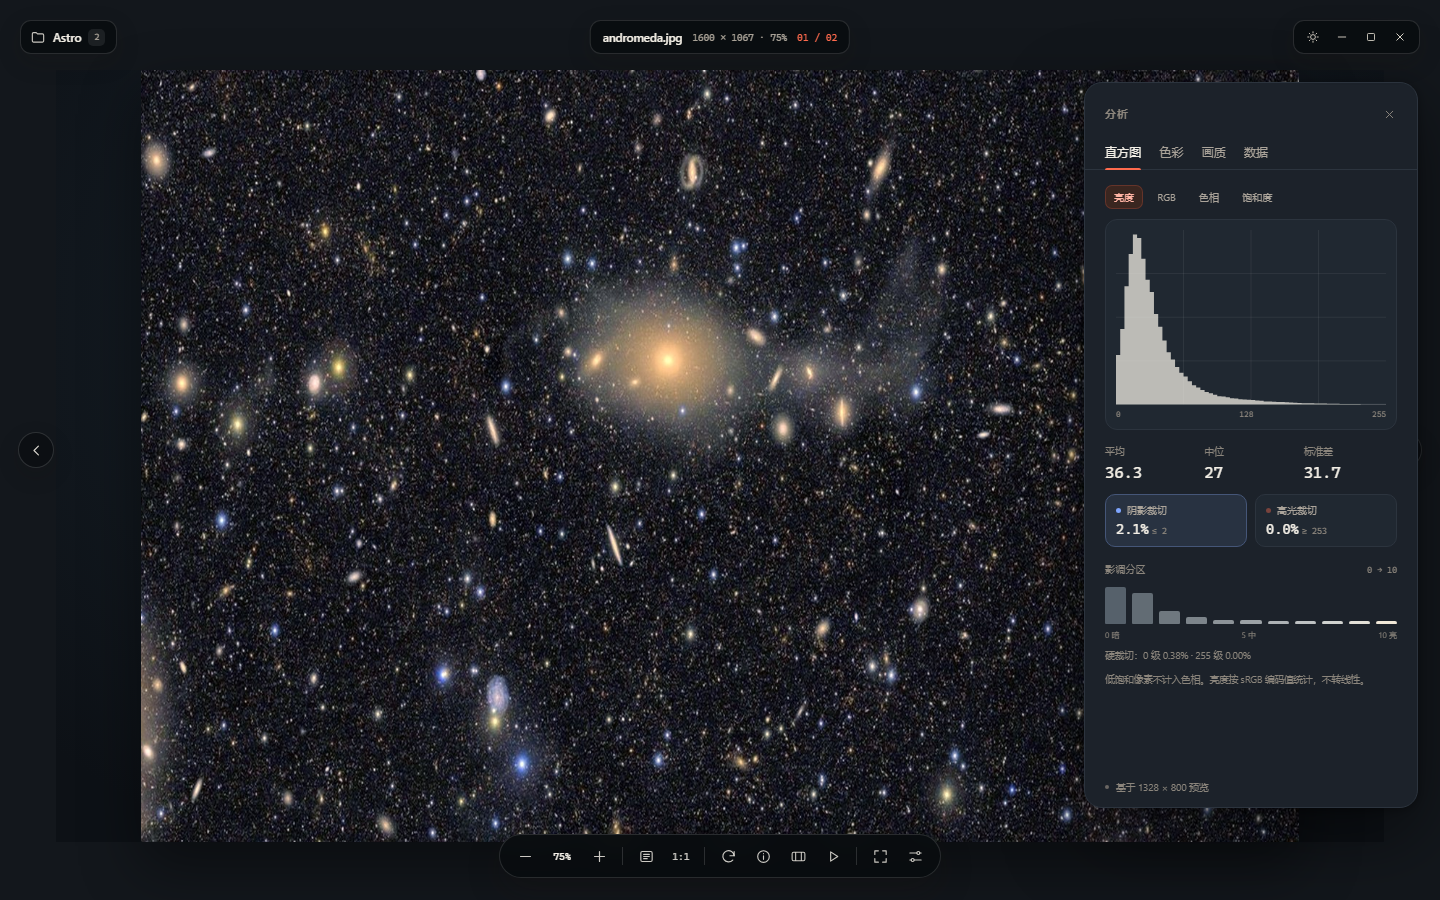 Astro 2
andromeda.jpg 1600 × 1067 · 75% 01 / 02
分析
直方图 色彩 画质 数据
亮度 RGB 色相 饱和度
0 128 255
平均 中位 标准差
36.3 27 31.7
阴影裁切 高光裁切
2.1% ≤ 2 0.0% ≥ 253
影调分区 0 → 10
0 暗 5 中 10 亮
硬裁切：0 级 0.38% · 255 级 0.00%
低饱和像素不计入色相。亮度按 sRGB 编码值统计，不转线性。
基于 1328 × 800 预览
75% 1:1